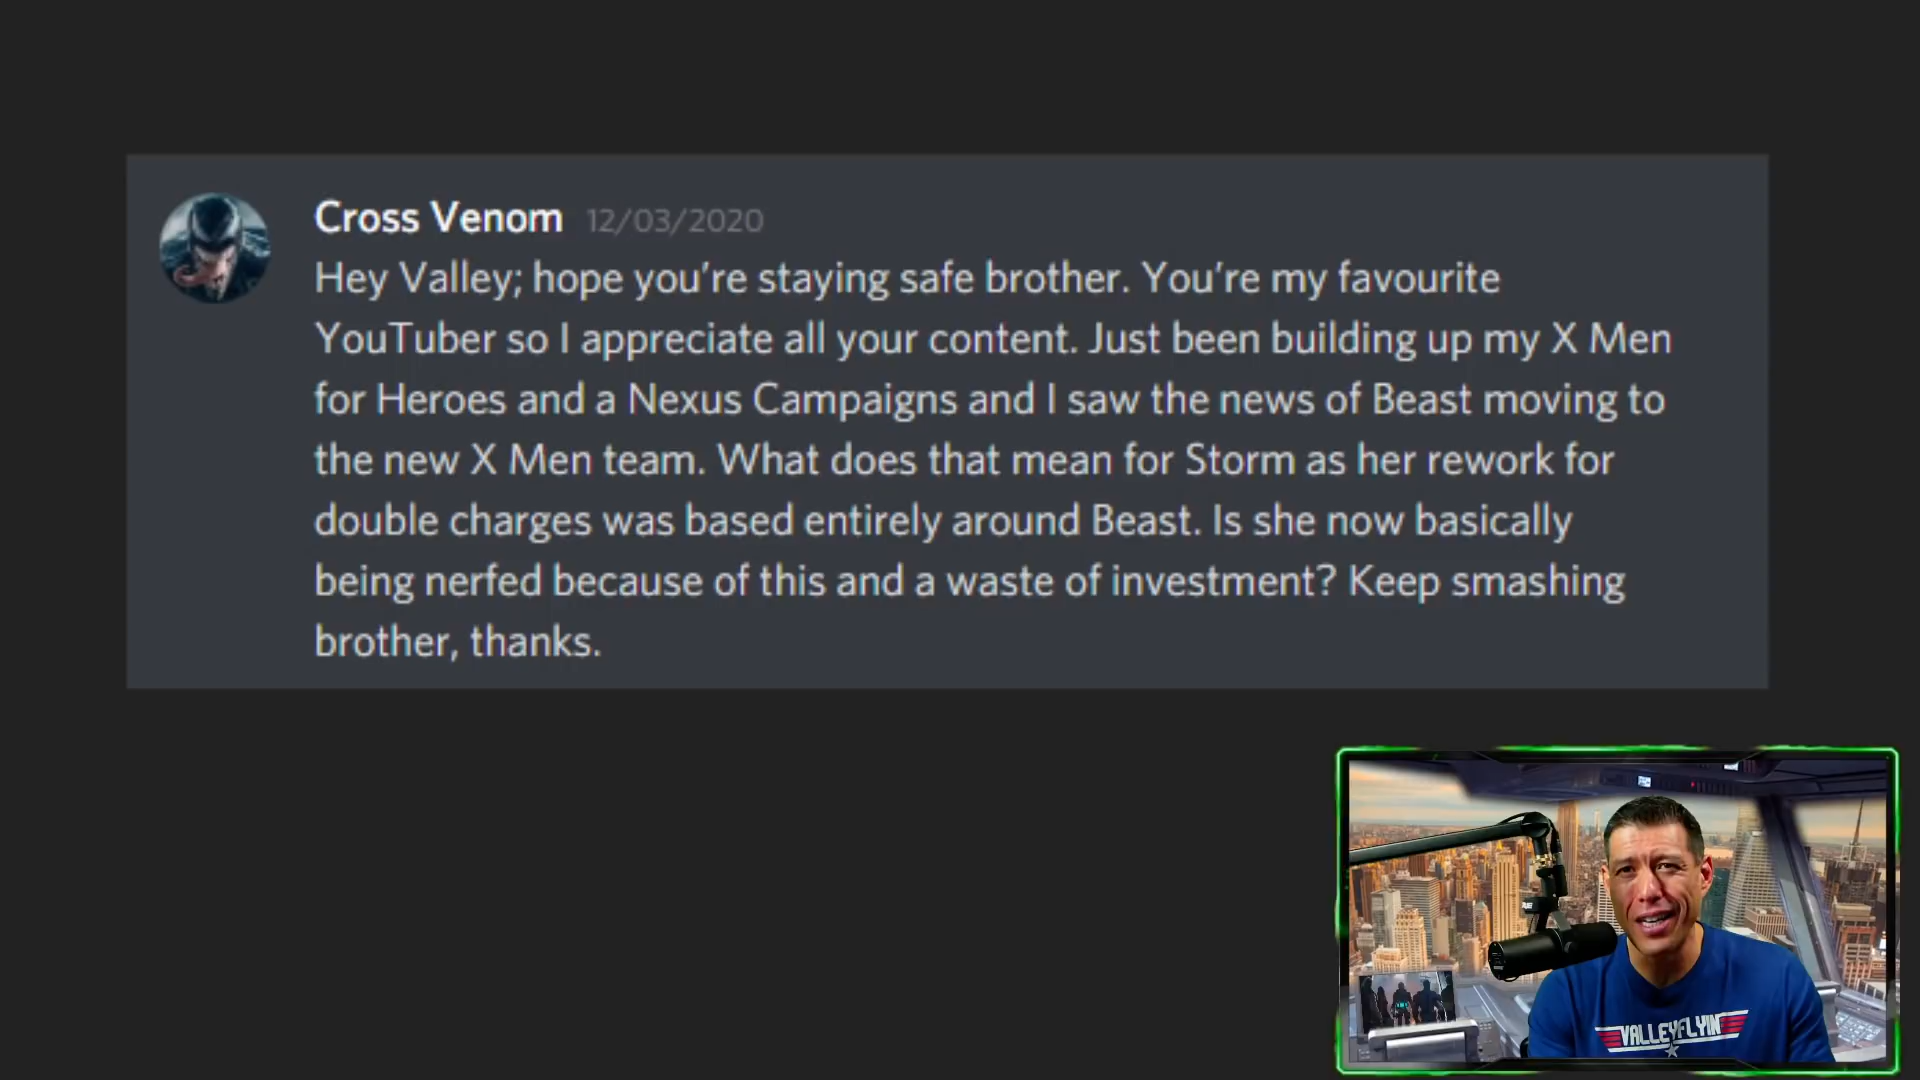 Cross Venom 12/03/2020
Hey Valley; hope you're staying safe brother. You're my favourite
YouTuber so I appreciate all your content. Just been building up my X Men
for Heroes and a Nexus Campaigns and I saw the news of Beast moving to
the new X Men team. What does that mean for Storm as her rework for
double charges was based entirely around Beast. Is she now basically
being nerfed because of this and a waste of investment? Keep smashing
brother, thanks.
VALLEYFLYIN